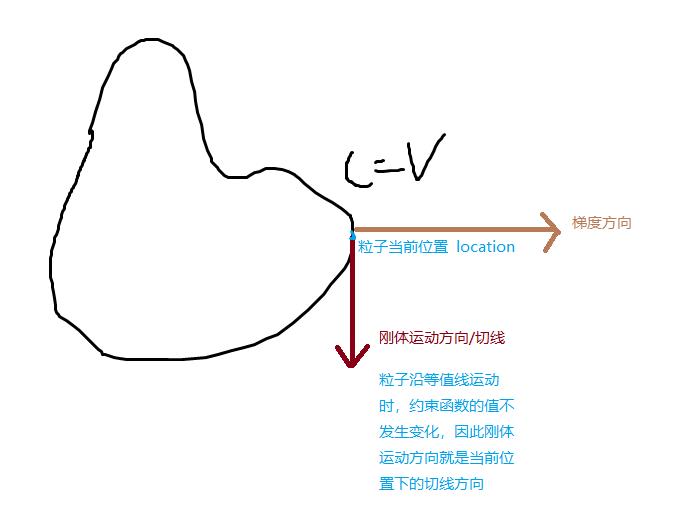 C=V
梯度方向
粒子当前位置 location
刚体运动方向/切线
粒子沿等值线运动
时，约束函数的值不
发生变化，因此刚体
运动方向就是当前位
置下的切线方向